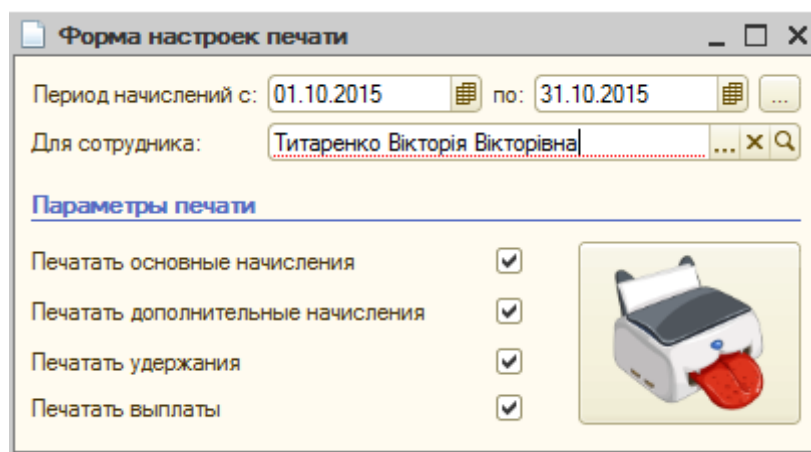 Форма настроек печати
Период начислений с: 01.10.2015 по: 31.10.2015 ...
Для сотрудника: Титаренко Вікторія Вікторівна ...
Параметры печати
Печатать основные начисления
Печатать дополнительные начисления
Печатать удержания
Печатать выплаты